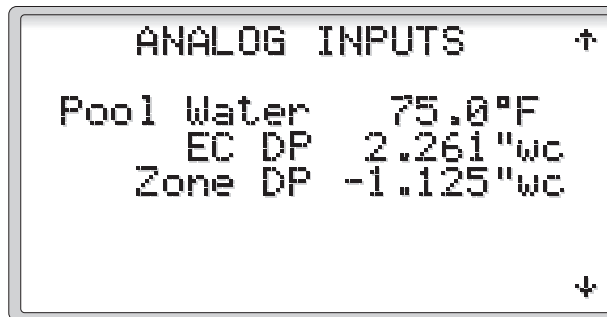 ANALOG INPUTS ↑
Pool Water 75.0°F
EC DP 2.261"wc
Zone DP -1.125"wc
↓